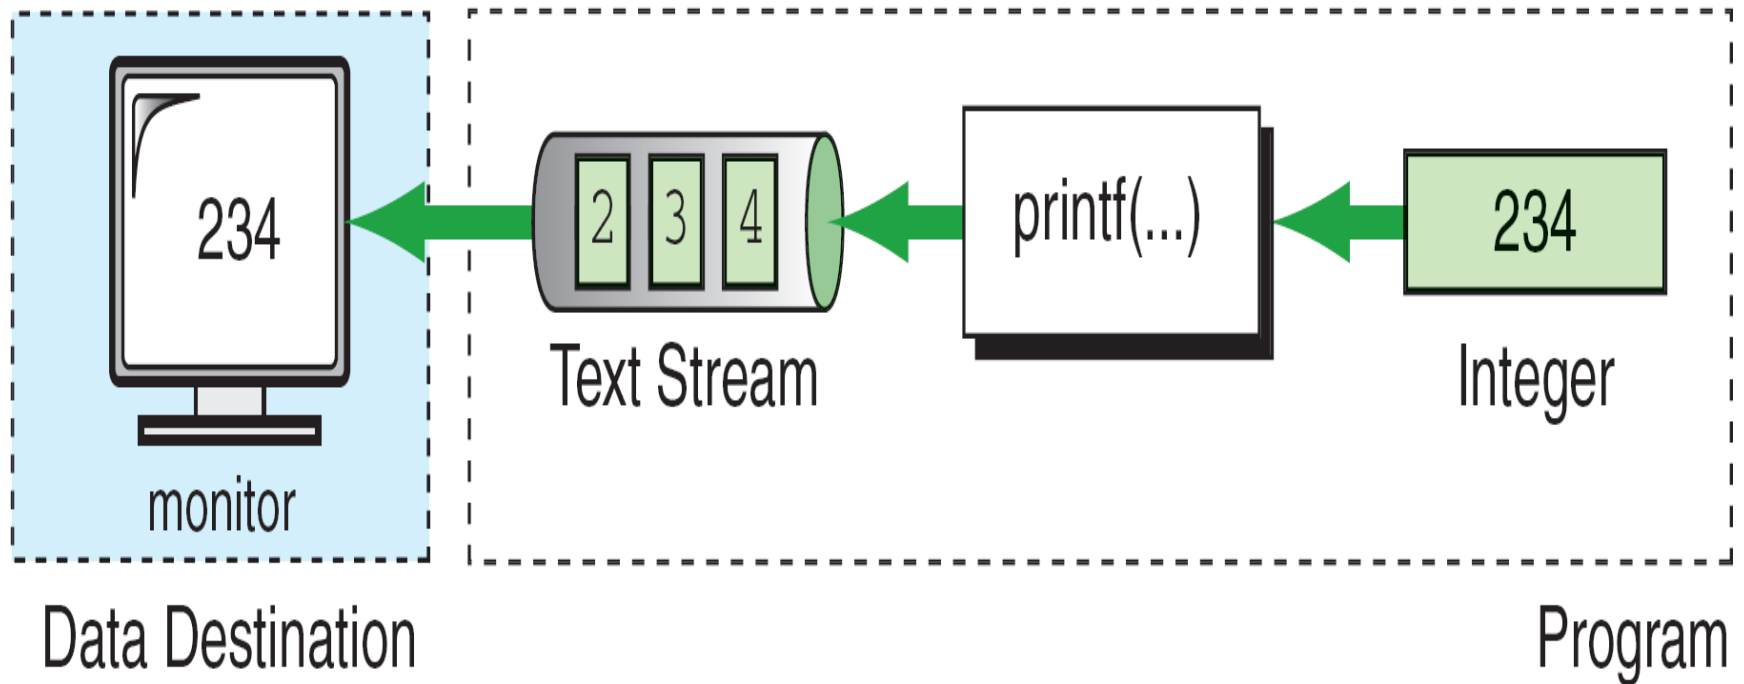 234
2 3 4
printf(...)
234
Text Stream
Integer
monitor
Data Destination
Program